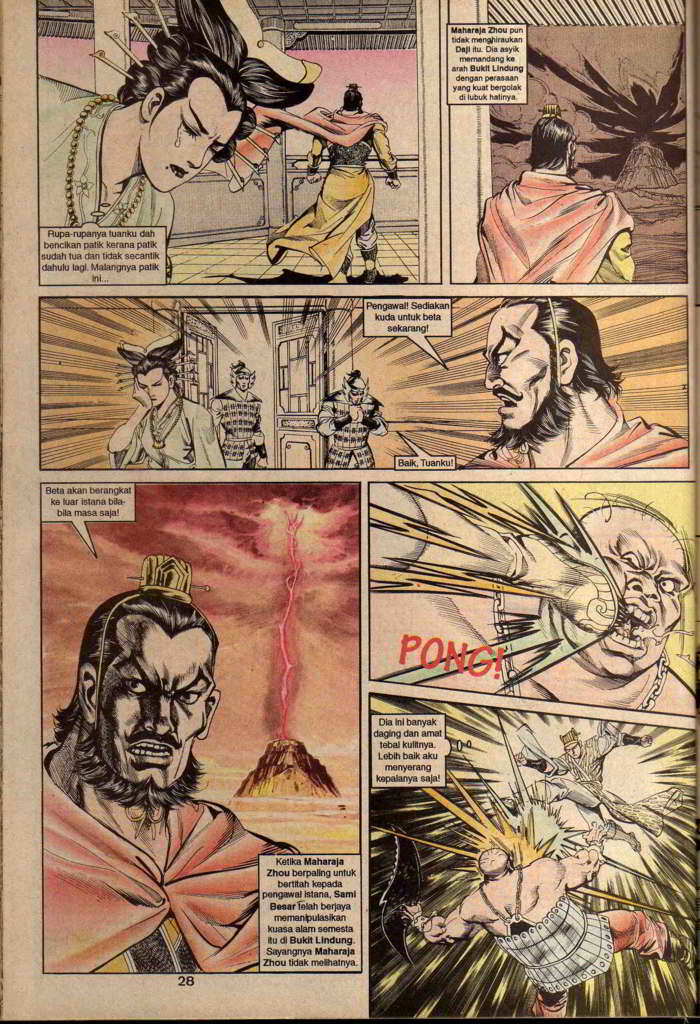 Rupa-rupanya tuanku dah
bencikan patik kerana patik
sudah tua dan tidak secantik
dahulu lagi. Malangnya patik
ini...
Maharaja Zhou pun
tidak menghiraukan
Daji itu. Dia asyik
memandang ke
arah Bukit Lindung
dengan perasaan
yang kuat bergolak
di lubuk hatinya.
Pengawal! Sediakan
kuda untuk beta
sekarang!
Baik, Tuanku!
Beta akan berangkat
ke luar istana bila-
bila masa saja!
Ketika Maharaja
Zhou berpaling untuk
bertitah kepada
pengawal istana, Sami
Besar telah berjaya
memanipulasikan
kuasa alam semesta
itu di Bukit Lindung.
Sayangnya Maharaja
Zhou tidak melihatnya.
PONG!
Dia ini banyak
daging dan amat
tebal kulitnya.
Lebih baik aku
menyerang
kepalanya saja!
28